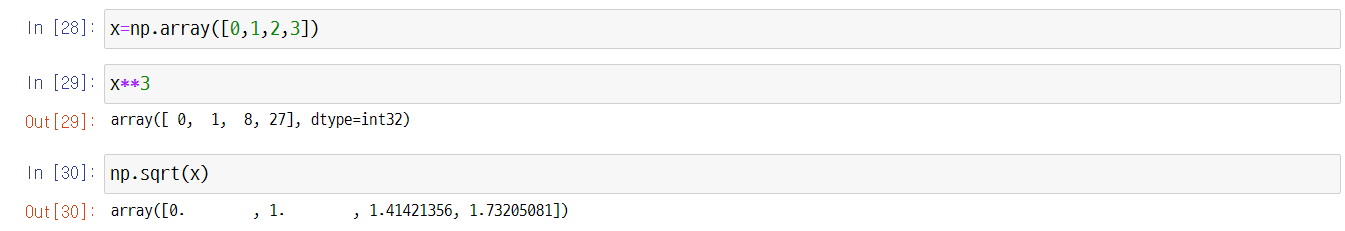 In [28]: x=np.array([0,1,2,3])
In [29]: x**3
Out[29]: array([ 0,  1,  8, 27], dtype=int32)
In [30]: np.sqrt(x)
Out[30]: array([0.        , 1.        , 1.41421356, 1.73205081])